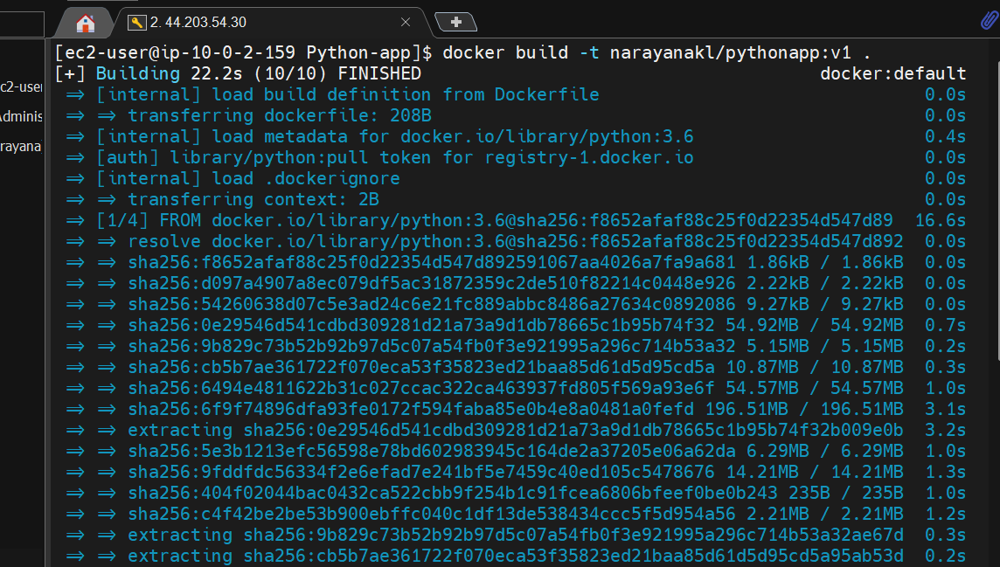 2. 44.203.54.30
c2-user
Adminis
rayana
[ec2-user@ip-10-0-2-159 Python-app]$ docker build -t narayanakl/pythonapp:v1 .
[+] Building 22.2s (10/10) FINISHED docker:default
=> [internal] load build definition from Dockerfile 0.0s
=> => transferring dockerfile: 208B 0.0s
=> [internal] load metadata for docker.io/library/python:3.6 0.4s
=> [auth] library/python:pull token for registry-1.docker.io 0.0s
=> [internal] load .dockerignore 0.0s
=> => transferring context: 2B 0.0s
=> [1/4] FROM docker.io/library/python:3.6@sha256:f8652afaf88c25f0d22354d547d89 16.6s
=> => resolve docker.io/library/python:3.6@sha256:f8652afaf88c25f0d22354d547d892 0.0s
=> => sha256:f8652afaf88c25f0d22354d547d892591067aa4026a7fa9a681 1.86kB / 1.86kB 0.0s
=> => sha256:d097a4907a8ec079df5ac31872359c2de510f82214c0448e926 2.22kB / 2.22kB 0.0s
=> => sha256:54260638d07c5e3ad24c6e21fc889abbc8486a27634c0892086 9.27kB / 9.27kB 0.0s
=> => sha256:0e29546d541cdbd309281d21a73a9d1db78665c1b95b74f32 54.92MB / 54.92MB 0.7s
=> => sha256:9b829c73b52b92b97d5c07a54fb0f3e921995a296c714b53a32 5.15MB / 5.15MB 0.2s
=> => sha256:cb5b7ae361722f070eca53f35823ed21baa85d61d5d95cd5a 10.87MB / 10.87MB 0.3s
=> => sha256:6494e4811622b31c027ccac322ca463937fd805f569a93e6f 54.57MB / 54.57MB 1.0s
=> => sha256:6f9f74896dfa93fe0172f594faba85e0b4e8a0481a0fefd 196.51MB / 196.51MB 3.1s
=> => extracting sha256:0e29546d541cdbd309281d21a73a9d1db78665c1b95b74f32b009e0b 3.2s
=> => sha256:5e3b1213efc56598e78bd602983945c164de2a37205e06a62da 6.29MB / 6.29MB 1.0s
=> => sha256:9fddfdc56334f2e6efad7e241bf5e7459c40ed105c5478676 14.21MB / 14.21MB 1.3s
=> => sha256:404f02044bac0432ca522cbb9f254b1c91fcea6806bfeef0be0b243 235B / 235B 1.0s
=> => sha256:c4f42be2be53b900ebffc040c1df13de538434ccc5f5d954a56 2.21MB / 2.21MB 1.2s
=> => extracting sha256:9b829c73b52b92b97d5c07a54fb0f3e921995a296c714b53a32ae67d 0.3s
=> => extracting sha256:cb5b7ae361722f070eca53f35823ed21baa85d61d5d95cd5a95ab53d 0.2s